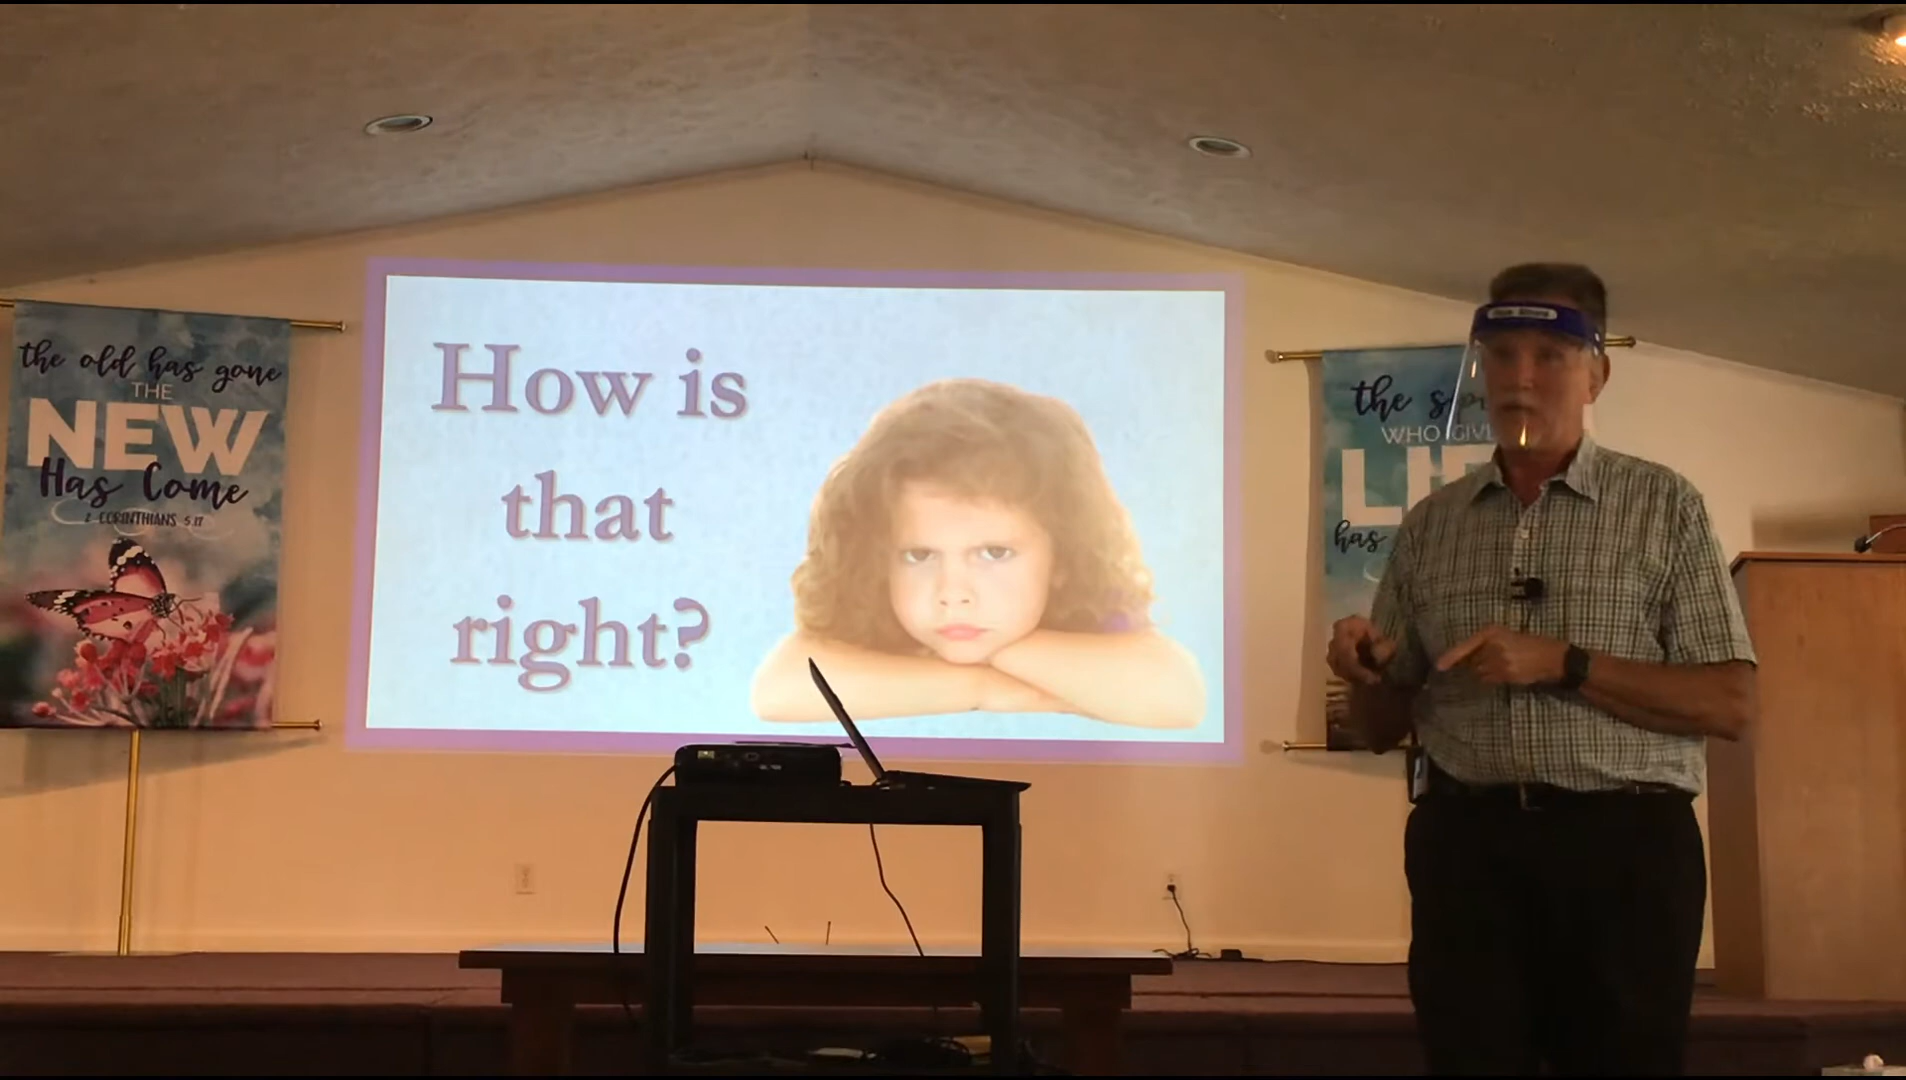 the old has gone
THE
NEW
Has Come
2 CORINTHIANS 5:17
How is
that
right?
the
WHO
has